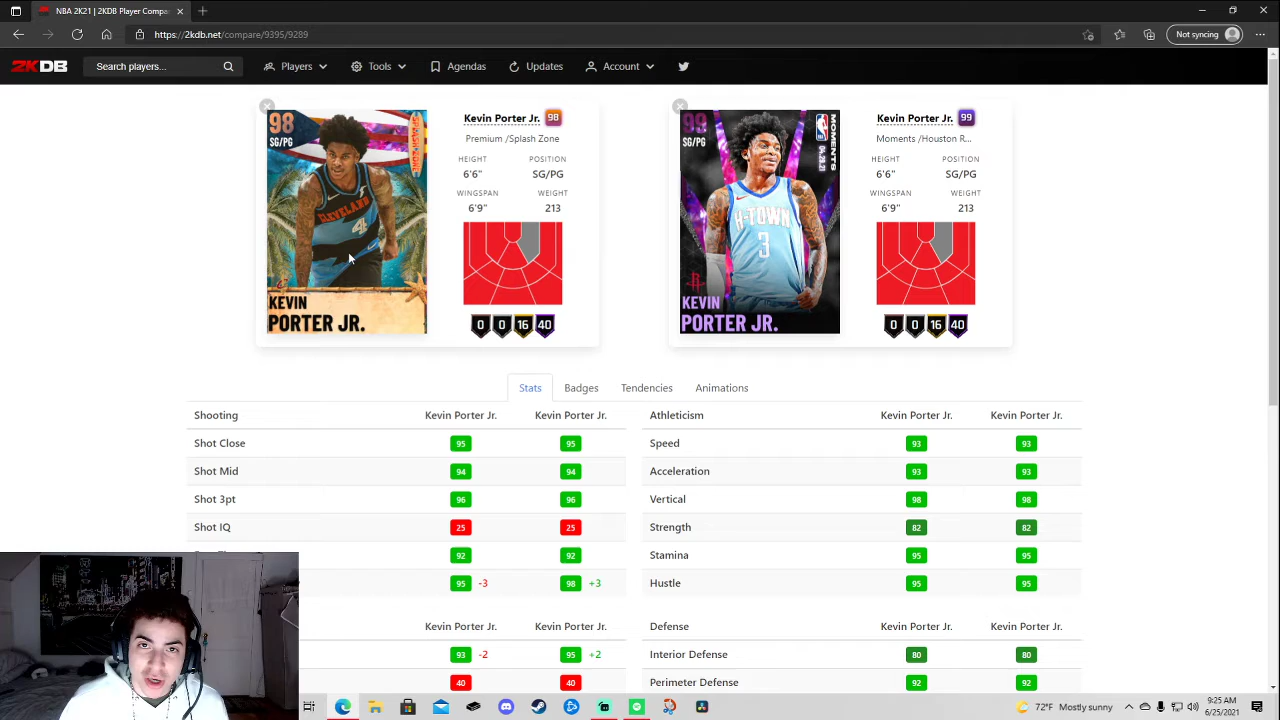 NBA 2K21 | 2KDB Player Compa
https://2kdb.net/compare/9395/9289
Not syncing
2KDB
Search players...
Players
Tools
Agendas
Updates
Account
98
SG/PG
SPLASH ZONE
CLEVELAND
4
KEVIN
PORTER JR.
Kevin Porter Jr. 98
Premium /Splash Zone
HEIGHT POSITION
6'6" SG/PG
WINGSPAN WEIGHT
6'9" 213
0 0 16 40
99
SG/PG
NBA MOMENTS
04.29.21
H-TOWN
3
KEVIN
PORTER JR.
Kevin Porter Jr. 99
Moments /Houston R...
HEIGHT POSITION
6'6" SG/PG
WINGSPAN WEIGHT
6'9" 213
0 0 16 40
Stats Badges Tendencies Animations
Shooting Kevin Porter Jr. Kevin Porter Jr.
Shot Close 95 95
Shot Mid 94 94
Shot 3pt 96 96
Shot IQ 25 25
92 92
95 -3 98 +3
Kevin Porter Jr. Kevin Porter Jr.
93 -2 95 +2
40 40
Athleticism Kevin Porter Jr. Kevin Porter Jr.
Speed 93 93
Acceleration 93 93
Vertical 98 98
Strength 82 82
Stamina 95 95
Hustle 95 95
Defense Kevin Porter Jr. Kevin Porter Jr.
Interior Defense 80 80
Perimeter Defense 92 92
72°F Mostly sunny
9:25 AM
6/25/2021